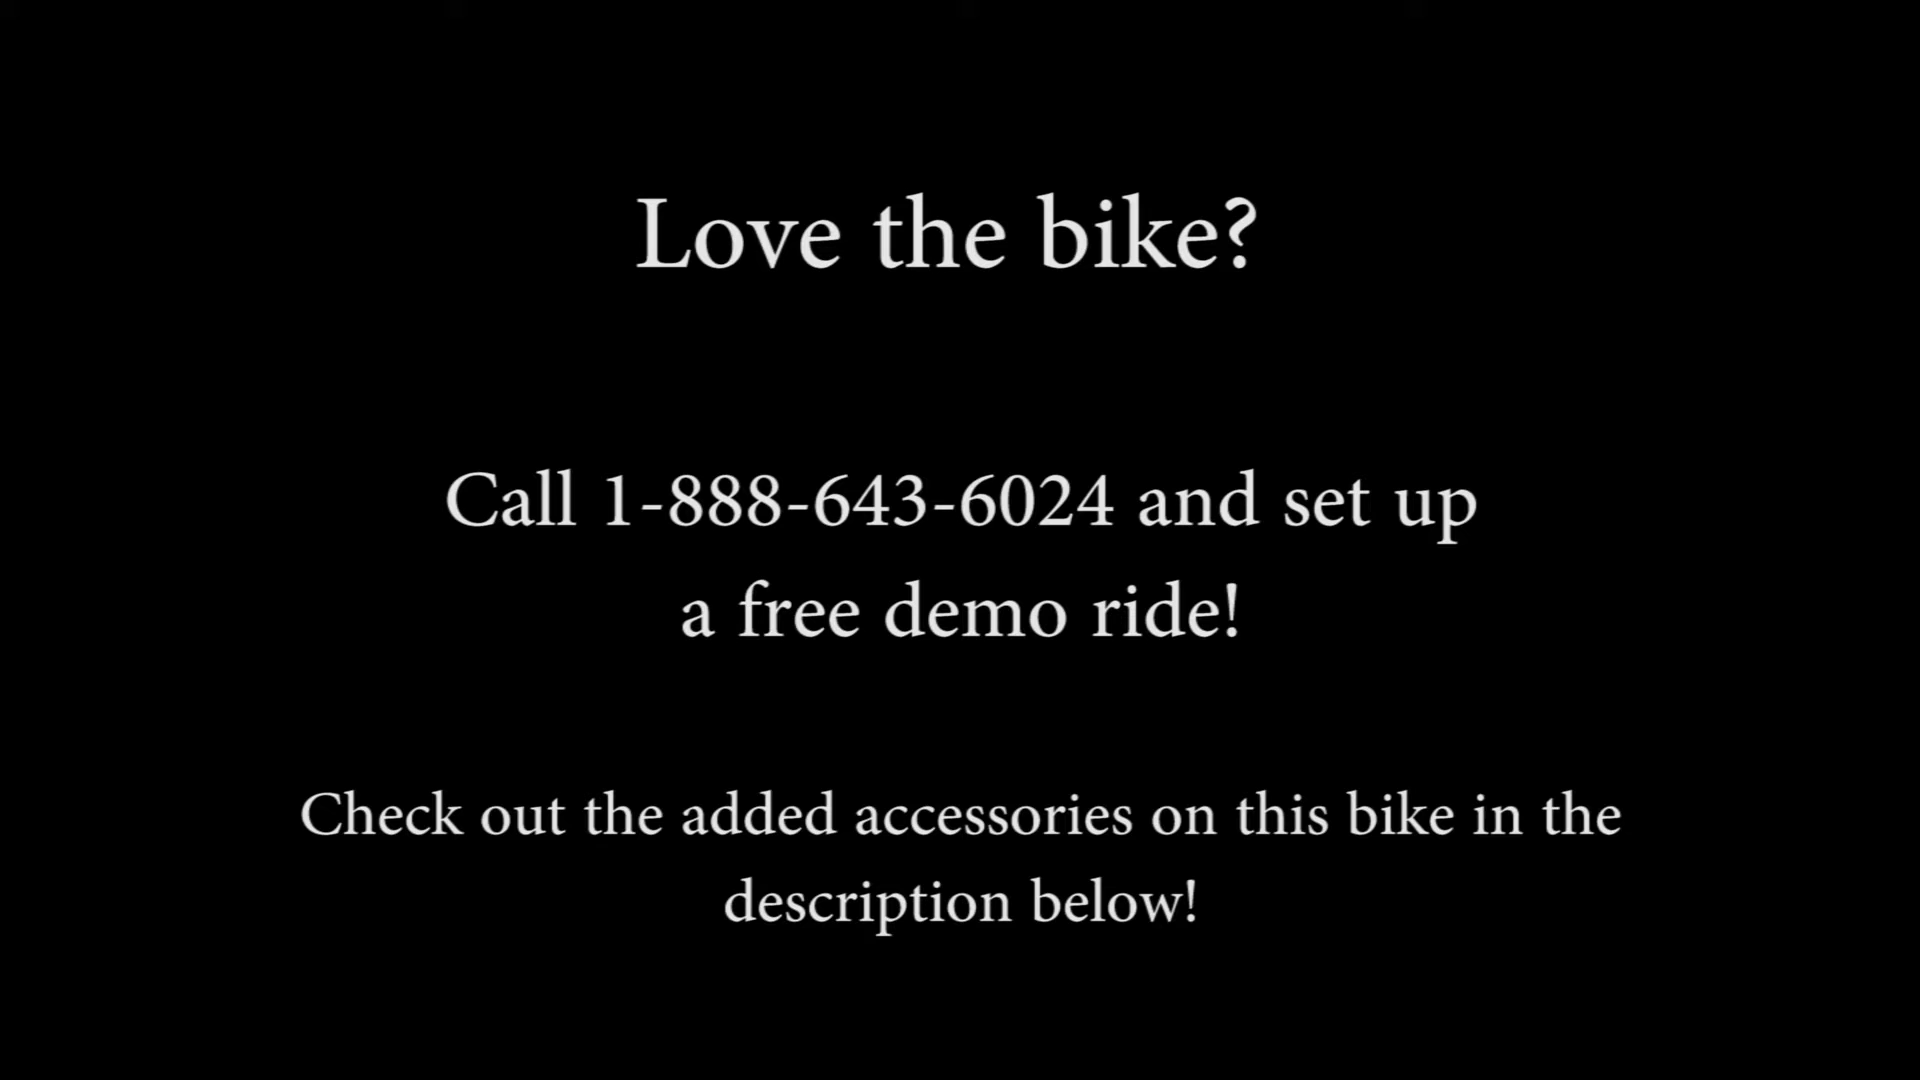 Love the bike?
Call 1-888-643-6024 and set up
a free demo ride!
Check out the added accessories on this bike in the
description below!